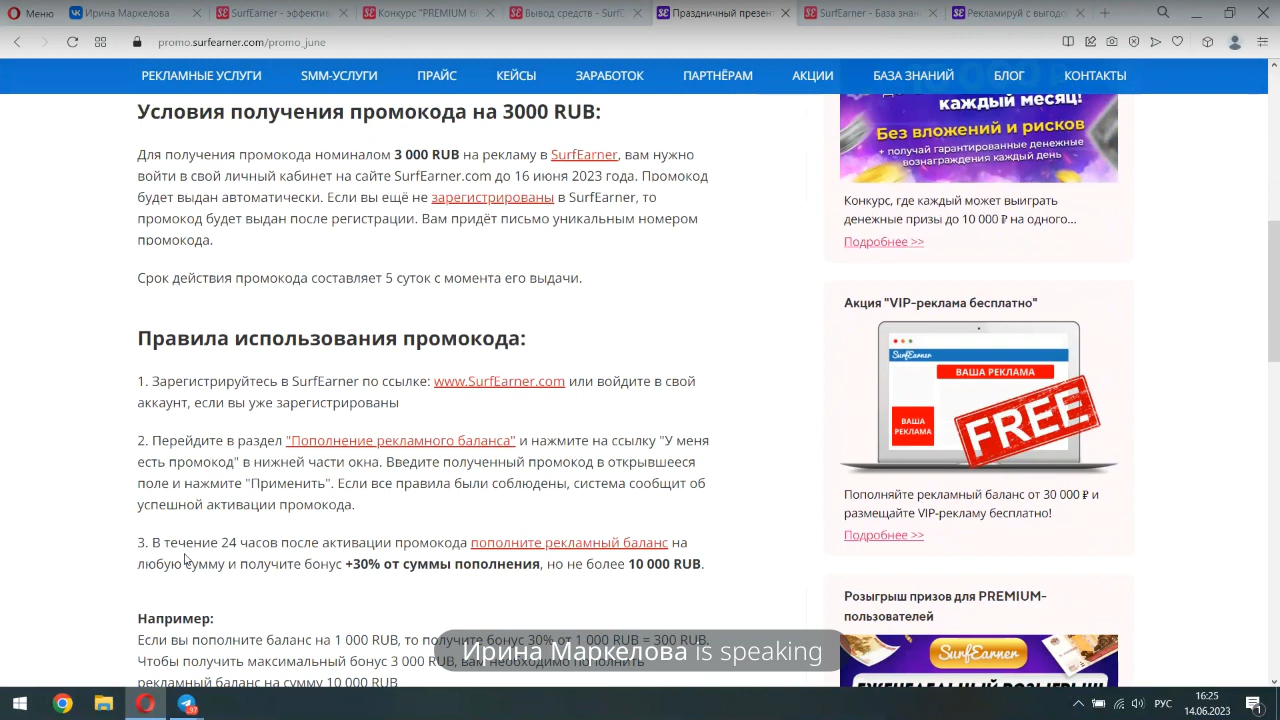 Меню
Ирина Маркелова
SurfEarner - эффектив
Конкурс "PREMIUM б
Вывод средств - SurfE
Праздничный презен
SurfEarner - База знан
Рекламируй с выгодо
promo.surfearner.com/promo_june
РЕКЛАМНЫЕ УСЛУГИ
SMM-УСЛУГИ
ПРАЙС
КЕЙСЫ
ЗАРАБОТОК
ПАРТНЁРАМ
АКЦИИ
БАЗА ЗНАНИЙ
БЛОГ
КОНТАКТЫ
Условия получения промокода на 3000 RUB:
Для получения промокода номиналом 3 000 RUB на рекламу в SurfEarner, вам нужно
войти в свой личный кабинет на сайте SurfEarner.com до 16 июня 2023 года. Промокод
будет выдан автоматически. Если вы ещё не зарегистрированы в SurfEarner, то
промокод будет выдан после регистрации. Вам придёт письмо уникальным номером
промокода.
Срок действия промокода составляет 5 суток с момента его выдачи.
Правила использования промокода:
1. Зарегистрируйтесь в SurfEarner по ссылке: www.SurfEarner.com или войдите в свой
аккаунт, если вы уже зарегистрированы
2. Перейдите в раздел "Пополнение рекламного баланса" и нажмите на ссылку "У меня
есть промокод" в нижней части окна. Введите полученный промокод в открывшееся
поле и нажмите "Применить". Если все правила были соблюдены, система сообщит об
успешной активации промокода.
3. В течение 24 часов после активации промокода пополните рекламный баланс на
любую сумму и получите бонус +30% от суммы пополнения, но не более 10 000 RUB.
Например:
Если вы пополните баланс на 1 000 RUB, то получите бонус 30% от 1 000 RUB = 300 RUB.
Чтобы получить максимальный бонус 3 000 RUB, вам необходимо пополнить
рекламный баланс на сумму 10 000 RUB
каждый месяц!
Без вложений и рисков
+ получай гарантированные денежные
вознаграждения каждый день
Конкурс, где каждый может выиграть
денежные призы до 10 000 ₽ на одного...
Подробнее >>
Акция "VIP-реклама бесплатно"
SurfEarner
ВАША РЕКЛАМА
ВАША
РЕКЛАМА
FREE
Пополняйте рекламный баланс от 30 000 ₽ и
размещайте VIP-рекламу бесплатно!
Подробнее >>
Розыгрыш призов для PREMIUM-
пользователей
SurfEarner
ЕЖЕНЕДЕЛЬНЫЙ РОЗЫГРЫШ
Ирина Маркелова is speaking
97
РУС
16:25
14.06.2023
1